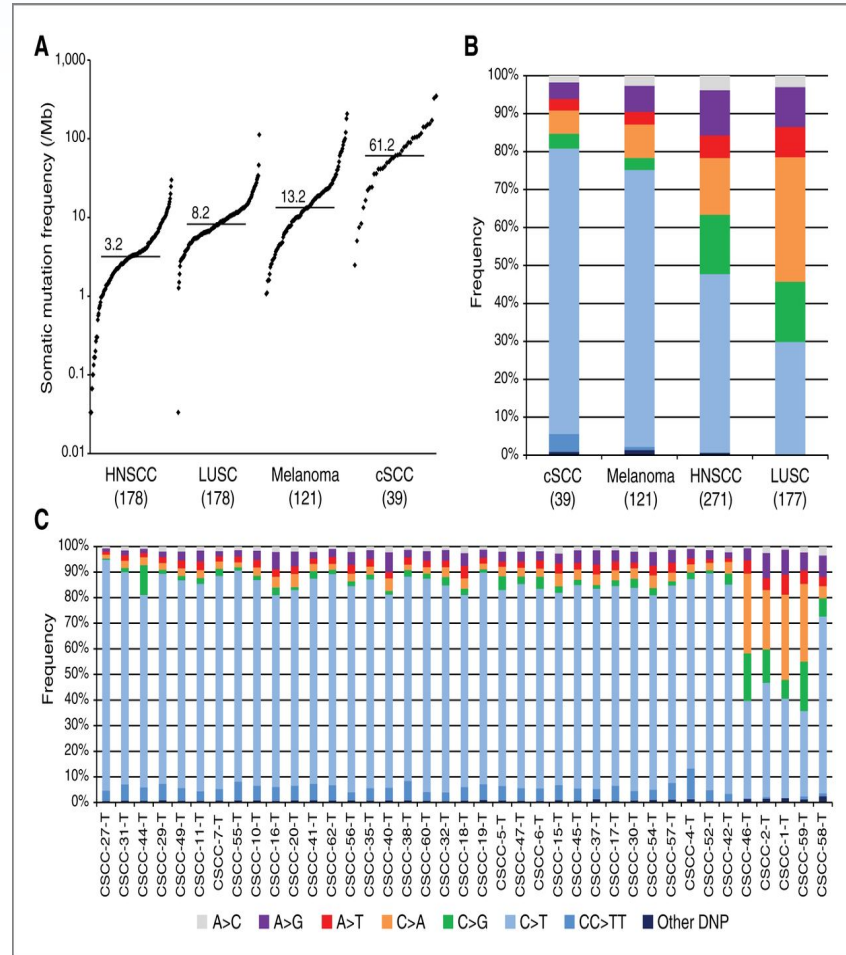 A
Somatic mutation frequency (/Mb)
1,000
100
10
1
0.1
0.01
3.2
8.2
13.2
61.2
HNSCC LUSC Melanoma cSCC
(178) (178) (121) (39)
B
Frequency
100%
90%
80%
70%
60%
50%
40%
30%
20%
10%
0%
cSCC Melanoma HNSCC LUSC
(39) (121) (271) (177)
C
Frequency
100%
90%
80%
70%
60%
50%
40%
30%
20%
10%
0%
CSCC-27-T
CSCC-31-T
CSCC-44-T
CSCC-29-T
CSCC-49-T
CSCC-11-T
CSCC-7-T
CSCC-55-T
CSCC-10-T
CSCC-16-T
CSCC-20-T
CSCC-41-T
CSCC-62-T
CSCC-56-T
CSCC-35-T
CSCC-40-T
CSCC-38-T
CSCC-60-T
CSCC-32-T
CSCC-18-T
CSCC-19-T
CSCC-5-T
CSCC-47-T
CSCC-6-T
CSCC-15-T
CSCC-45-T
CSCC-37-T
CSCC-17-T
CSCC-30-T
CSCC-54-T
CSCC-57-T
CSCC-4-T
CSCC-52-T
CSCC-42-T
CSCC-46-T
CSCC-2-T
CSCC-1-T
CSCC-59-T
CSCC-58-T
A>C A>G A>T C>A C>G C>T CC>TT Other DNP